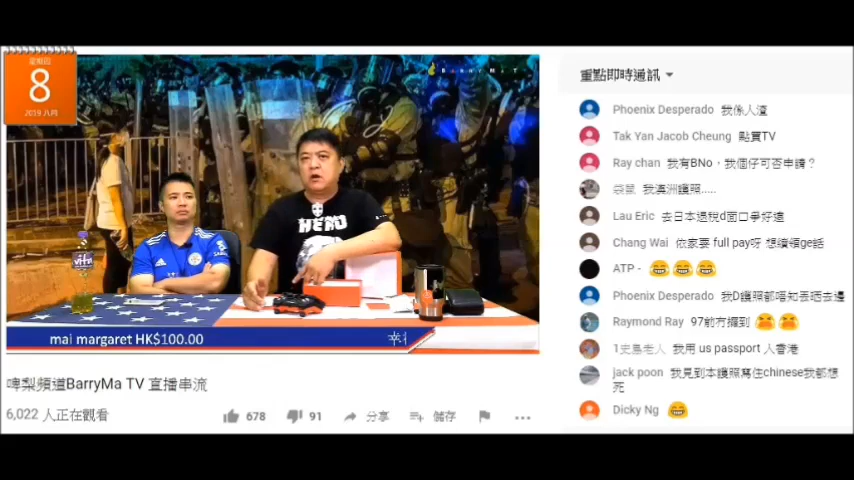 星期四
8
2019 八月
BARRYMA T
HERO
vita
mai margaret HK$100.00
啤梨頻道BarryMa TV 直播串流
6,022 人正在觀看
678
91
分享
儲存
重點即時通訊
Phoenix Desperado 我係人渣
Tak Yan Jacob Cheung 點買TV
Ray chan 我有BNo，我個仔可否申請？
袋鼠 我澳洲護照.....
Lau Eric 去日本退稅d面口爭好遠
Chang Wai 依家要 full pay呀 想續領ge話
ATP - 😂😂😂
Phoenix Desperado 我D護照都唔知丟晒去邊
Raymond Ray 97前冇攞到 😫😫
我用 us passport 入香港
jack poon 我見到本護照寫住chinese我都想
死
Dicky Ng 😂